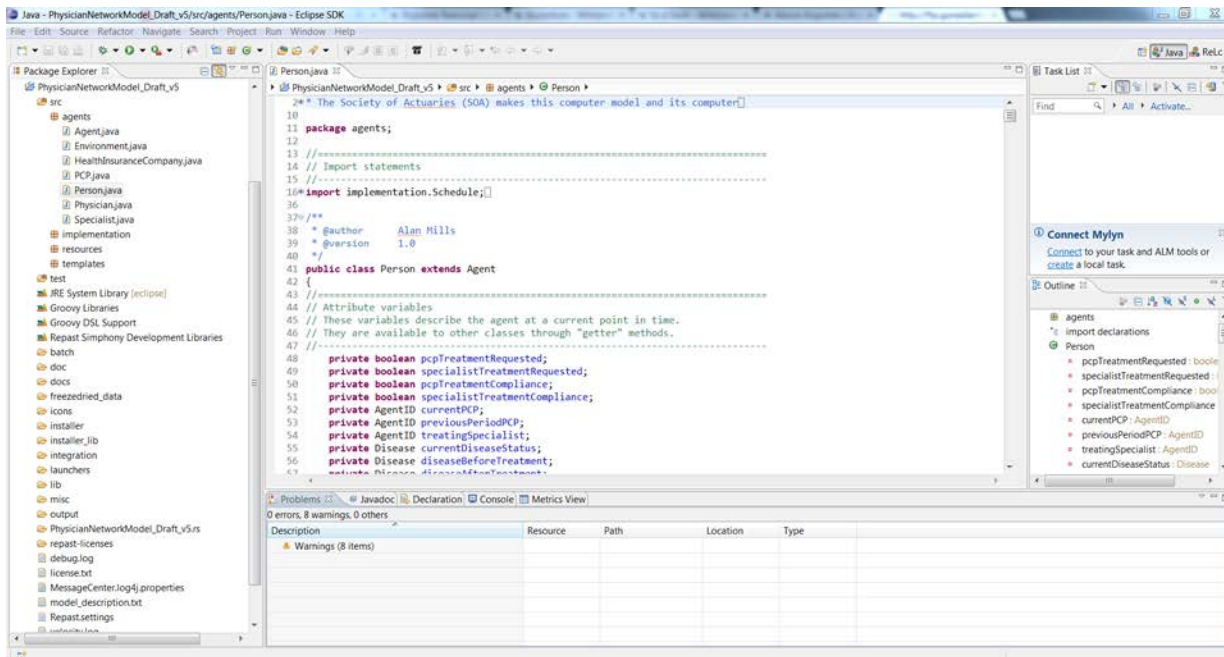 Java - PhysicianNetworkModel_Draft_v5/src/agents/Person.java - Eclipse SDK
File Edit Source Refactor Navigate Search Project Run Window Help
Java
Package Explorer
PhysicianNetworkModel_Draft_v5
src
agents
Agent.java
Environment.java
HealthInsuranceCompany.java
PCP.java
Person.java
Physician.java
Specialist.java
implementation
resources
templates
test
JRE System Library [eclipse]
Groovy Libraries
Groovy DSL Support
Repast Simphony Development Libraries
batch
doc
docs
freezedried_data
icons
installer
installer_lib
integration
launchers
lib
misc
output
PhysicianNetworkModel_Draft_v5.rs
repast-licenses
debug.log
license.txt
MessageCenter.log4j.properties
model_description.txt
Repast.settings
Person.java
PhysicianNetworkModel_Draft_v5 src agents Person
2 * The Society of Actuaries (SOA) makes this computer model and its computer
10
11 package agents;
12
13 //==============================================================================
14 // Import statements
15 //------------------------------------------------------------------------------
16 import implementation.Schedule;
36
37 /**
38 * @author Alan Mills
39 * @version 1.0
40 */
41 public class Person extends Agent
42 {
43 //==============================================================================
44 // Attribute variables
45 // These variables describe the agent at a current point in time.
46 // They are available to other classes through "getter" methods.
47 //------------------------------------------------------------------------------
48 private boolean pcpTreatmentRequested;
49 private boolean specialistTreatmentRequested;
50 private boolean pcpTreatmentCompliance;
51 private boolean specialistTreatmentCompliance;
52 private AgentID currentPCP;
53 private AgentID previousPeriodPCP;
54 private AgentID treatingSpecialist;
55 private Disease currentDiseaseStatus;
56 private Disease diseaseBeforeTreatment;
57 private Disease diseaseAfterTreatment;
Problems Javadoc Declaration Console Metrics View
0 errors, 8 warnings, 0 others
Description Resource Path Location Type
Warnings (8 items)
Task List
Find All Activate...
Connect Mylyn
Connect to your task and ALM tools or
create a local task.
Outline
agents
import declarations
Person
pcpTreatmentRequested : boole
specialistTreatmentRequested :
pcpTreatmentCompliance : bool
specialistTreatmentCompliance
currentPCP : AgentID
previousPeriodPCP : AgentID
treatingSpecialist : AgentID
currentDiseaseStatus : Disease